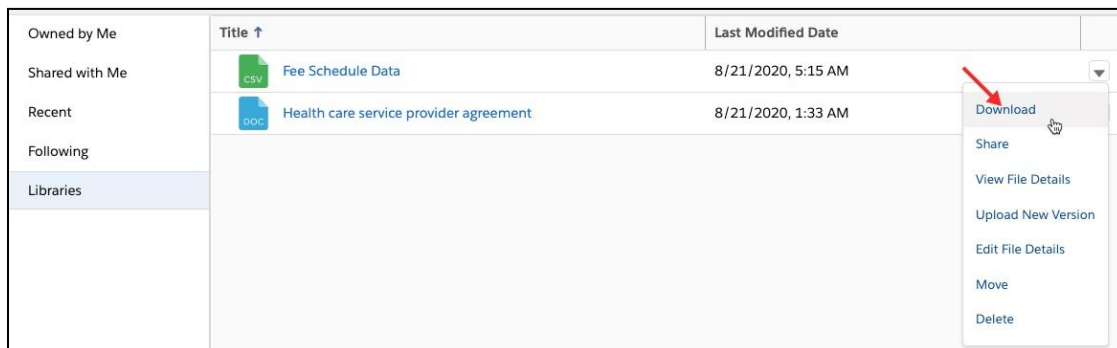 Owned by Me
Shared with Me
Recent
Following
Libraries
Title ↑ Last Modified Date
CSV Fee Schedule Data 8/21/2020, 5:15 AM
DOC Health care service provider agreement 8/21/2020, 1:33 AM
Download
Share
View File Details
Upload New Version
Edit File Details
Move
Delete